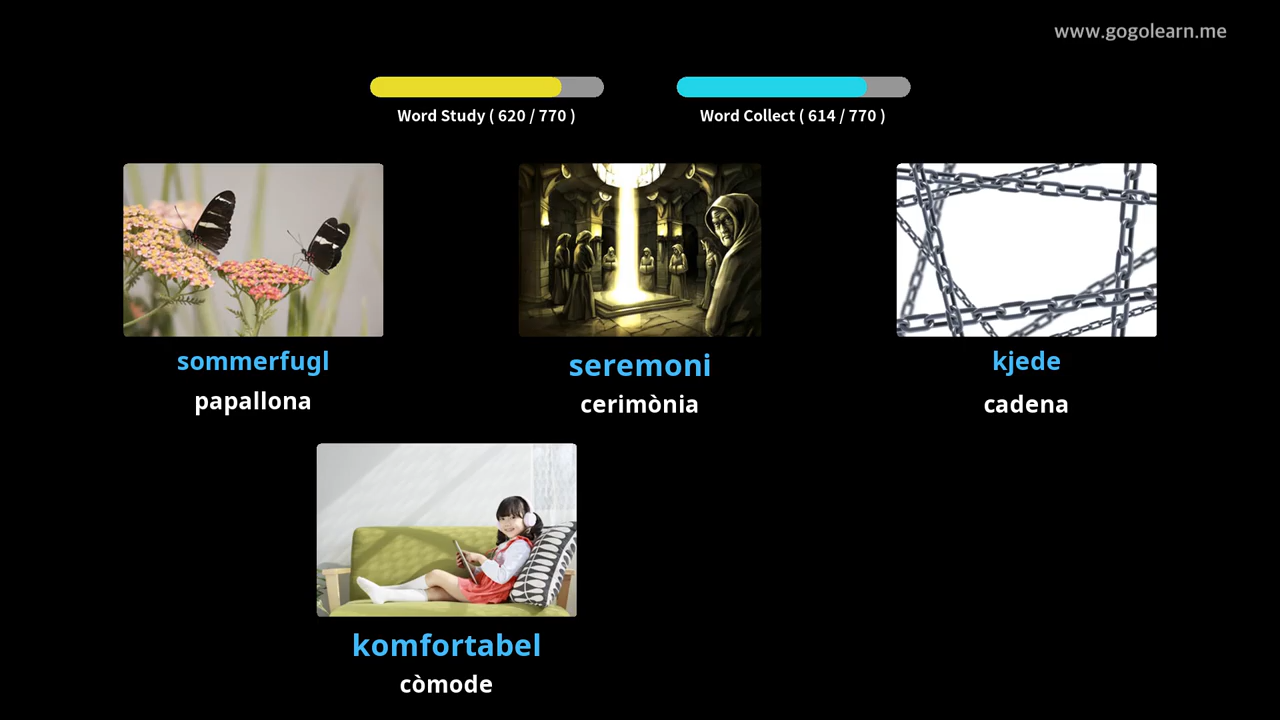 www.gogolearn.me
Word Study ( 620 / 770 )
Word Collect ( 614 / 770 )
sommerfugl
papallona
seremoni
cerimònia
kjede
cadena
komfortabel
còmode